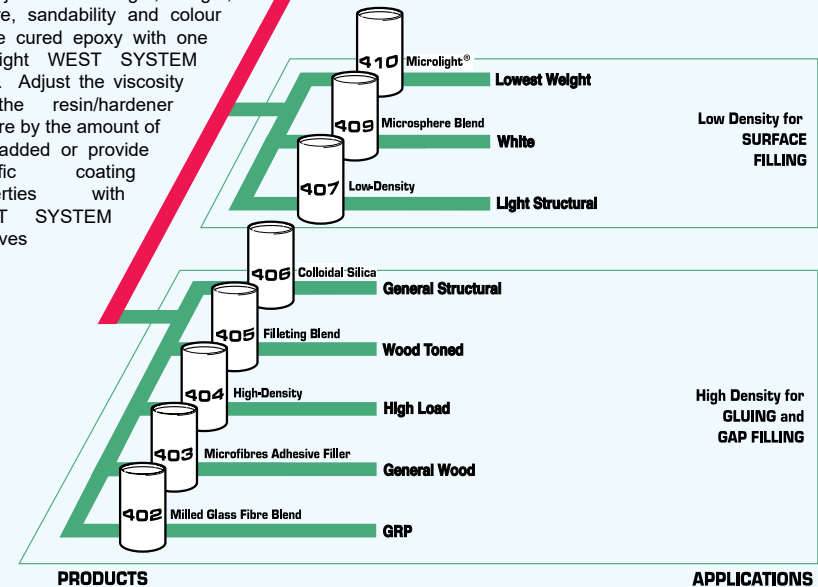 re, sandability and colour
e cured epoxy with one
ight WEST SYSTEM
. Adjust the viscosity
the resin/hardener
re by the amount of
added or provide
fic coating
rties with
T SYSTEM
ves
410 Microlight®
Lowest Weight
409 Microsphere Blend
White
407 Low-Density
Light Structural
Low Density for
SURFACE
FILLING
406 Colloidal Silica
General Structural
405 Filleting Blend
Wood Toned
404 High-Density
High Load
403 Microfibres Adhesive Filler
General Wood
402 Milled Glass Fibre Blend
GRP
High Density for
GLUING and
GAP FILLING
PRODUCTS
APPLICATIONS